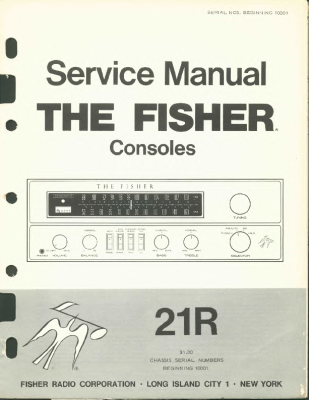 SERIAL NOS. BEGINNING 10001
Service Manual
THE FISHER
Consoles
THE FISHER
TUNING
VOLUME
BALANCE
BASS
TREBLE
SELECTOR
21R
$1.00
CHASSIS SERIAL NUMBERS
BEGINNING 10001
FISHER RADIO CORPORATION · LONG ISLAND CITY 1 · NEW YORK